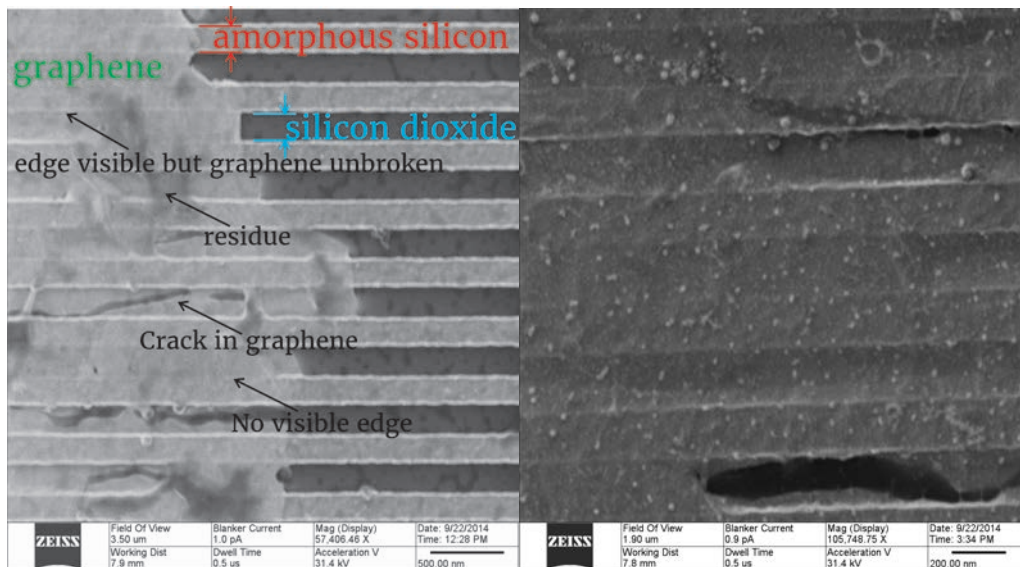 amorphous silicon
graphene
silicon dioxide
edge visible but graphene unbroken
residue
Crack in graphene
No visible edge
ZEISS
Field Of View
3.50 um
Blanker Current
1.0 pA
Mag (Display)
57,406.46 X
Date: 9/22/2014
Time: 12:28 PM
Working Dist
7.9 mm
Dwell Time
0.5 us
Acceleration V
31.4 kV
500.00 nm
ZEISS
Field Of View
1.90 um
Blanker Current
0.9 pA
Mag (Display)
105,748.75 X
Date: 9/22/2014
Time: 3:34 PM
Working Dist
7.8 mm
Dwell Time
0.5 us
Acceleration V
31.4 kV
200.00 nm